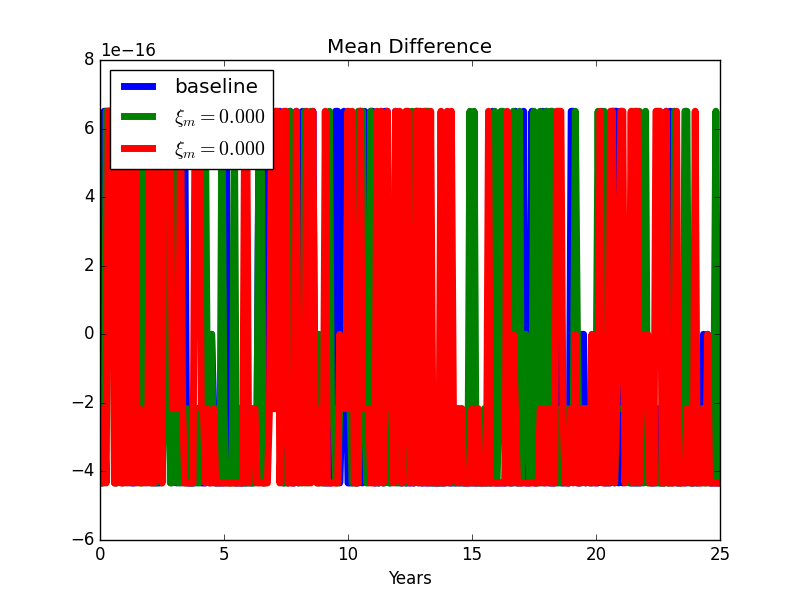 Mean Difference
1e−16
baseline
ξm = 0.000
ξm = 0.000
8
6
4
2
0
−2
−4
−6
0 5 10 15 20 25
Years